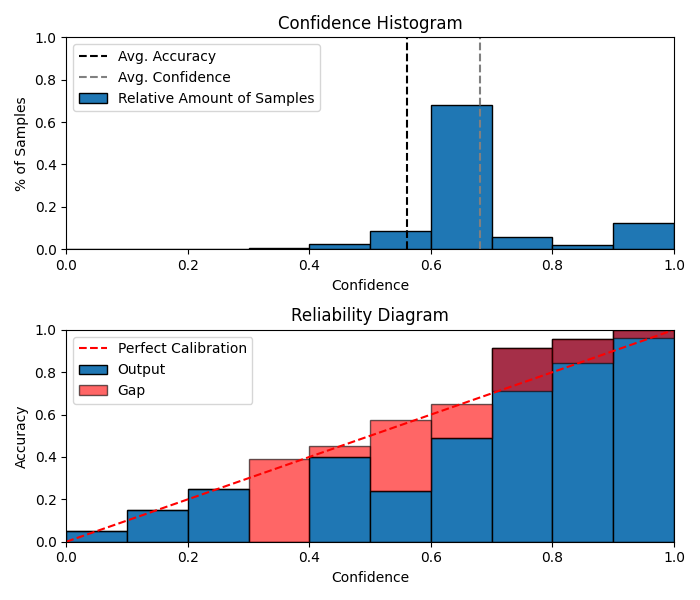 Confidence Histogram
1.0
0.8
0.6
0.4
0.2
0.0
% of Samples
Avg. Accuracy
Avg. Confidence
Relative Amount of Samples
0.0 0.2 0.4 0.6 0.8 1.0
Confidence
Reliability Diagram
1.0
0.8
0.6
0.4
0.2
0.0
Accuracy
Perfect Calibration
Output
Gap
0.0 0.2 0.4 0.6 0.8 1.0
Confidence